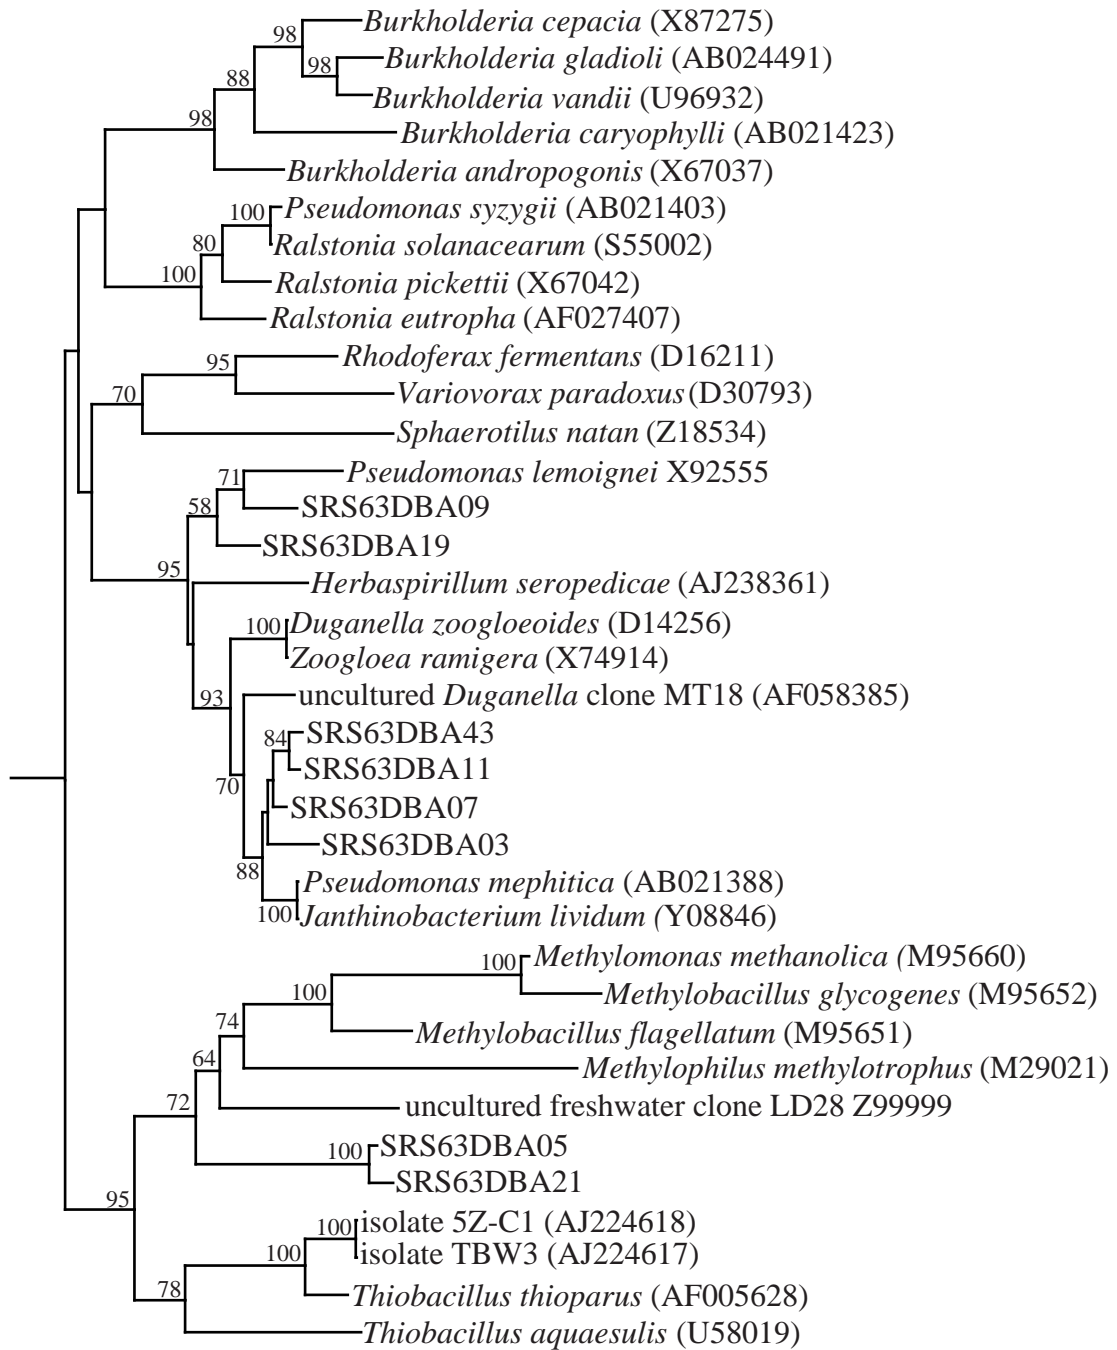 Burkholderia cepacia (X87275)
98
Burkholderia gladioli (AB024491)
98
88
Burkholderia vandii (U96932)
98
Burkholderia caryophylli (AB021423)
Burkholderia andropogonis (X67037)
100
Pseudomonas syzygii (AB021403)
80
Ralstonia solanacearum (S55002)
100
Ralstonia pickettii (X67042)
Ralstonia eutropha (AF027407)
95
Rhodoferax fermentans (D16211)
70
Variovorax paradoxus (D30793)
Sphaerotilus natan (Z18534)
71
Pseudomonas lemoignei X92555
58
SRS63DBA09
SRS63DBA19
95
Herbaspirillum seropedicae (AJ238361)
100
Duganella zoogloeoides (D14256)
Zoogloea ramigera (X74914)
93
uncultured Duganella clone MT18 (AF058385)
84
SRS63DBA43
SRS63DBA11
70
SRS63DBA07
SRS63DBA03
88
Pseudomonas mephitica (AB021388)
100
Janthinobacterium lividum (Y08846)
100
Methylomonas methanolica (M95660)
100
Methylobacillus glycogenes (M95652)
74
Methylobacillus flagellatum (M95651)
64
Methylophilus methylotrophus (M29021)
72
uncultured freshwater clone LD28 Z99999
100
SRS63DBA05
SRS63DBA21
95
100
isolate 5Z-C1 (AJ224618)
100
isolate TBW3 (AJ224617)
78
Thiobacillus thioparus (AF005628)
Thiobacillus aquaesulis (U58019)